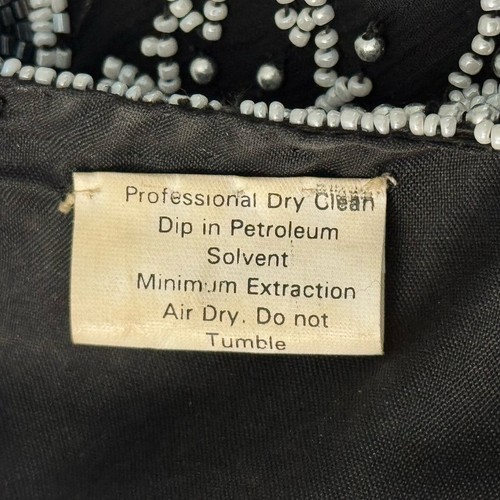 Professional Dry Clean
Dip in Petroleum
Solvent
Minimum Extraction
Air Dry. Do not
Tumble